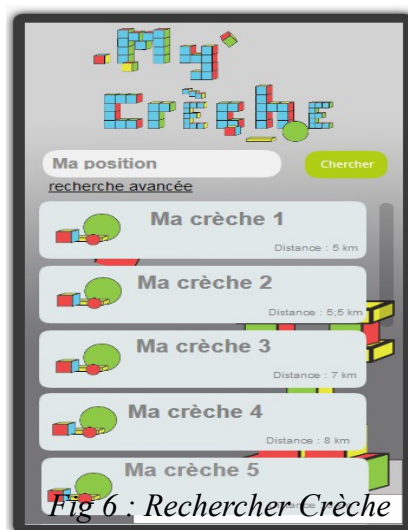 My
Crèche
Ma position
Chercher
recherche avancée
Ma crèche 1
Distance : 5 km
Ma crèche 2
Distance : 5;5 km
Ma crèche 3
Distance : 7 km
Ma crèche 4
Distance : 8 km
Ma crèche 5
Fig 6 : Rechercher Crèche